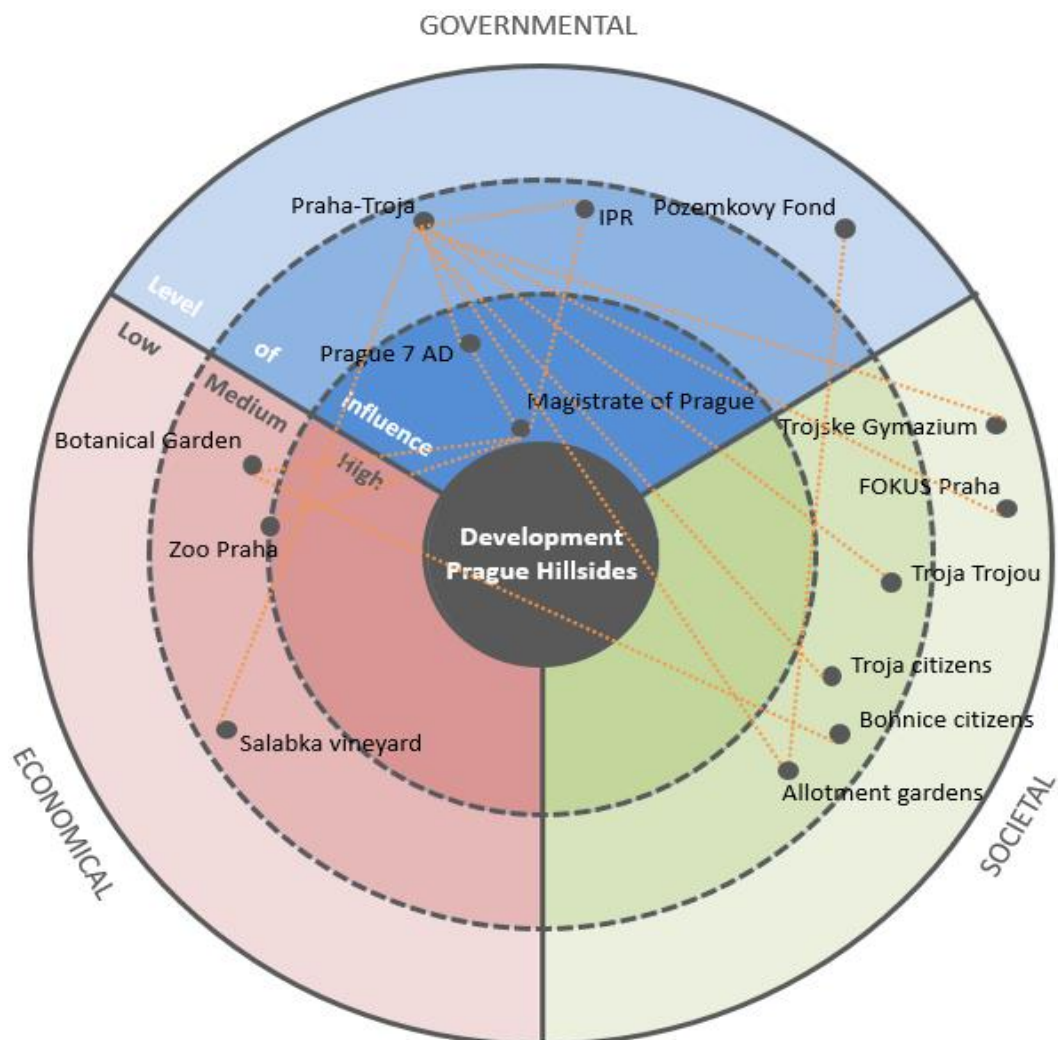 GOVERNMENTAL
Praha-Troja
IPR
Pozemkovy Fond
Level
of
influence
Low
Medium
High
Prague 7 AD
Magistrate of Prague
Botanical Garden
Zoo Praha
Trojske Gymazium
FOKUS Praha
Development
Prague Hillsides
Troja Trojou
Troja citizens
Bohnice citizens
Salabka vineyard
Allotment gardens
ECONOMICAL
SOCIETAL